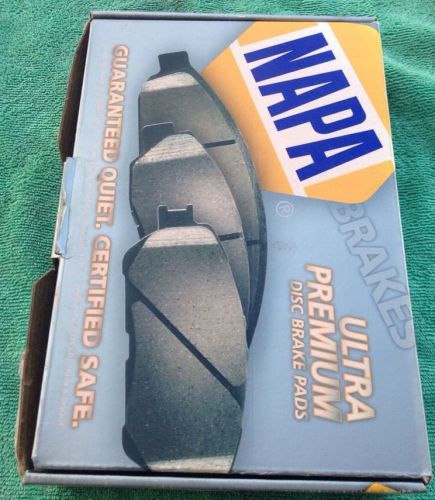 NAPA
®
BRAKES
ULTRA
PREMIUM
DISC BRAKE PADS
GUARANTEED QUIET. CERTIFIED SAFE.